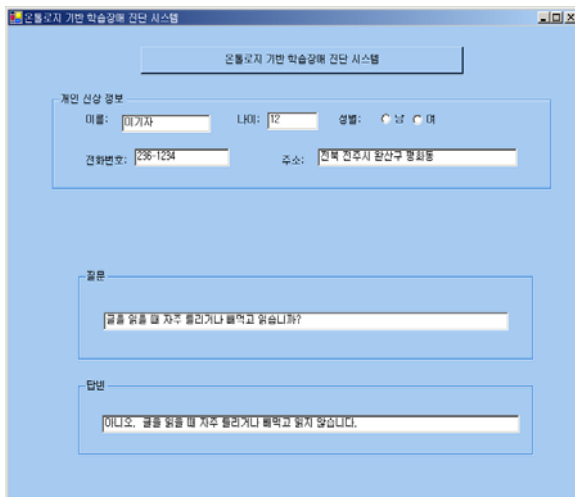 온톨로지 기반 학습장애 진단 시스템
온톨로지 기반 학습장애 진단 시스템
개인 신상 정보
이름: 이기자 나이: 12 성별: 남 여
전화번호: 236-1234 주소: 전북 전주시 완산구 평화동
질문
글을 읽을 때 자주 틀리거나 빼먹고 읽습니까?
답변
아니오, 글을 읽을 때 자주 틀리거나 빼먹고 읽지 않습니다.